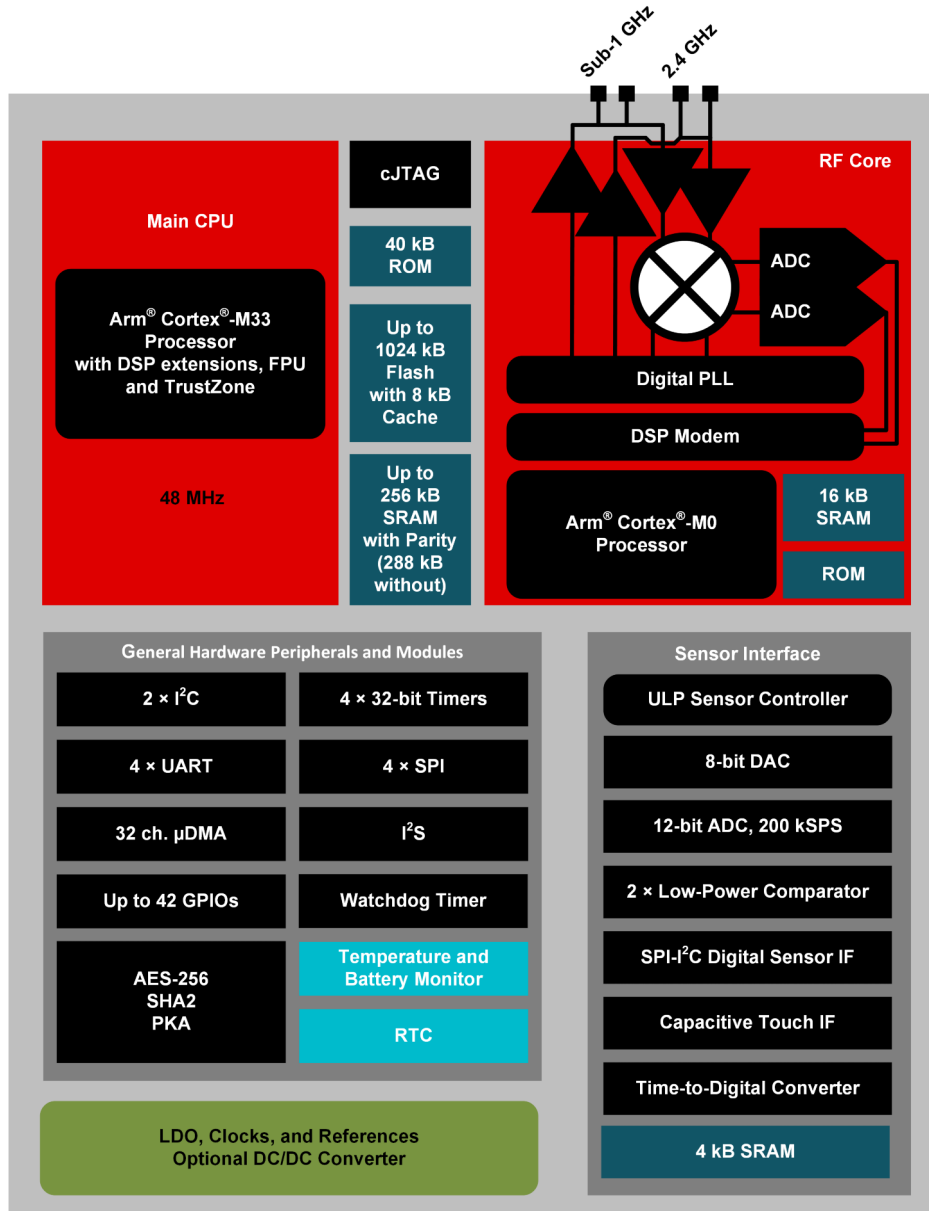 Sub-1 GHz
2.4 GHz
Main CPU
Arm® Cortex®-M33
Processor
with DSP extensions, FPU
and TrustZone
48 MHz
cJTAG
40 kB
ROM
Up to
1024 kB
Flash
with 8 kB
Cache
Up to
256 kB
SRAM
with Parity
(288 kB
without)
RF Core
ADC
ADC
Digital PLL
DSP Modem
Arm® Cortex®-M0
Processor
16 kB
SRAM
ROM
General Hardware Peripherals and Modules
2 × I²C
4 × 32-bit Timers
4 × UART
4 × SPI
32 ch. µDMA
I²S
Up to 42 GPIOs
Watchdog Timer
AES-256
SHA2
PKA
Temperature and
Battery Monitor
RTC
LDO, Clocks, and References
Optional DC/DC Converter
Sensor Interface
ULP Sensor Controller
8-bit DAC
12-bit ADC, 200 kSPS
2 × Low-Power Comparator
SPI-I²C Digital Sensor IF
Capacitive Touch IF
Time-to-Digital Converter
4 kB SRAM